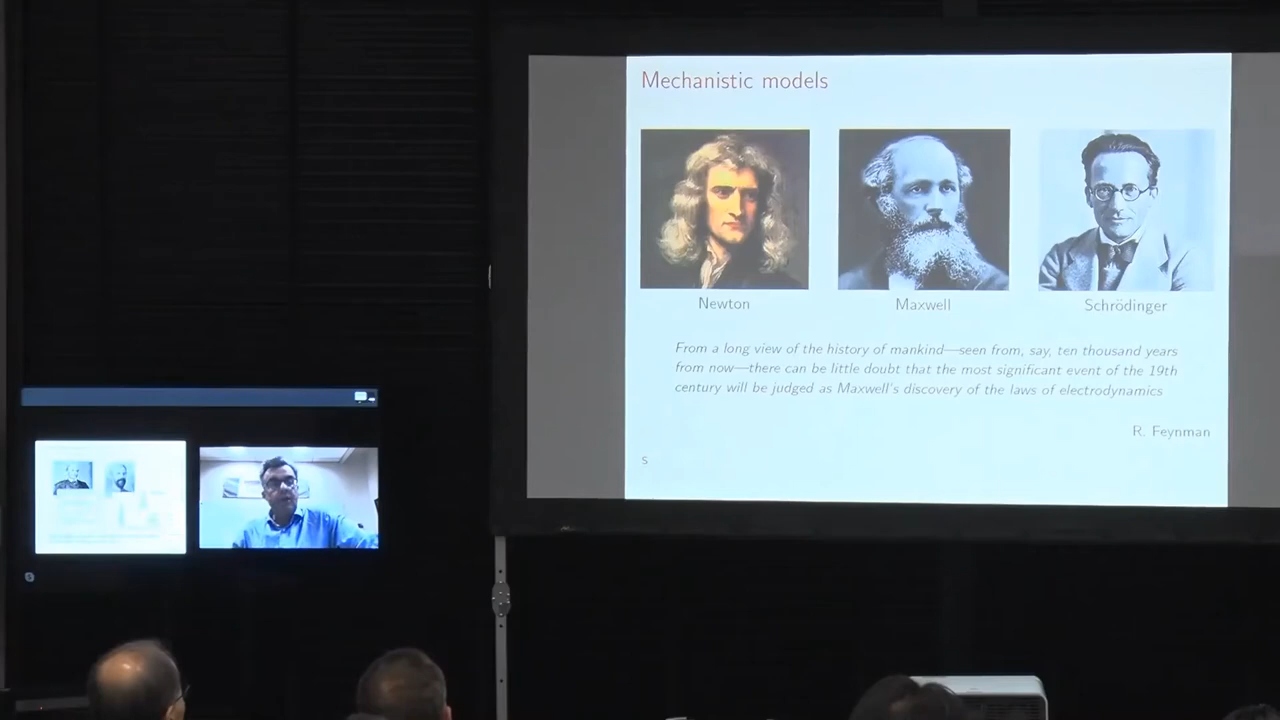 Mechanistic models
Newton
Maxwell
Schrödinger
From a long view of the history of mankind—seen from, say, ten thousand years
from now—there can be little doubt that the most significant event of the 19th
century will be judged as Maxwell's discovery of the laws of electrodynamics
R. Feynman
5